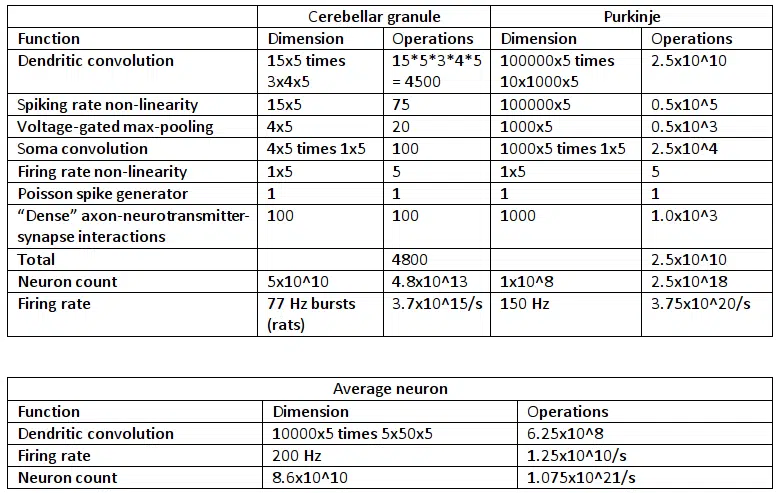 Cerebellar granule Purkinje
Function Dimension Operations Dimension Operations
Dendritic convolution 15x5 times 15*5*3*4*5 100000x5 times 2.5x10^10
3x4x5 = 4500 10x1000x5
Spiking rate non-linearity 15x5 75 100000x5 0.5x10^5
Voltage-gated max-pooling 4x5 20 1000x5 0.5x10^3
Soma convolution 4x5 times 1x5 100 1000x5 times 1x5 2.5x10^4
Firing rate non-linearity 1x5 5 1x5 5
Poisson spike generator 1 1 1 1
“Dense” axon-neurotransmitter- 100 100 1000 1.0x10^3
synapse interactions
Total 4800 2.5x10^10
Neuron count 5x10^10 4.8x10^13 1x10^8 2.5x10^18
Firing rate 77 Hz bursts 3.7x10^15/s 150 Hz 3.75x10^20/s
(rats)
Average neuron
Function Dimension Operations
Dendritic convolution 10000x5 times 5x50x5 6.25x10^8
Firing rate 200 Hz 1.25x10^10/s
Neuron count 8.6x10^10 1.075x10^21/s